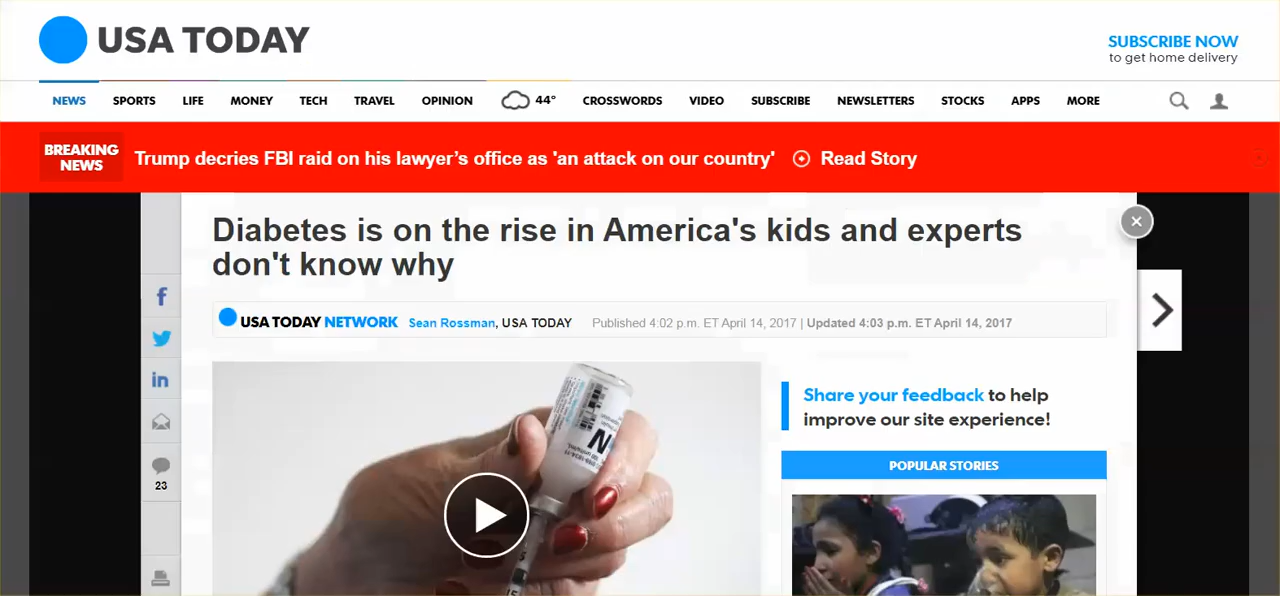 USA TODAY
SUBSCRIBE NOW
to get home delivery
NEWS SPORTS LIFE MONEY TECH TRAVEL OPINION 44° CROSSWORDS VIDEO SUBSCRIBE NEWSLETTERS STOCKS APPS MORE
BREAKING
NEWS
Trump decries FBI raid on his lawyer’s office as 'an attack on our country' Read Story
Diabetes is on the rise in America's kids and experts
don't know why
USA TODAY NETWORK Sean Rossman, USA TODAY Published 4:02 p.m. ET April 14, 2017 | Updated 4:03 p.m. ET April 14, 2017
f
in
23
Share your feedback to help
improve our site experience!
POPULAR STORIES
N